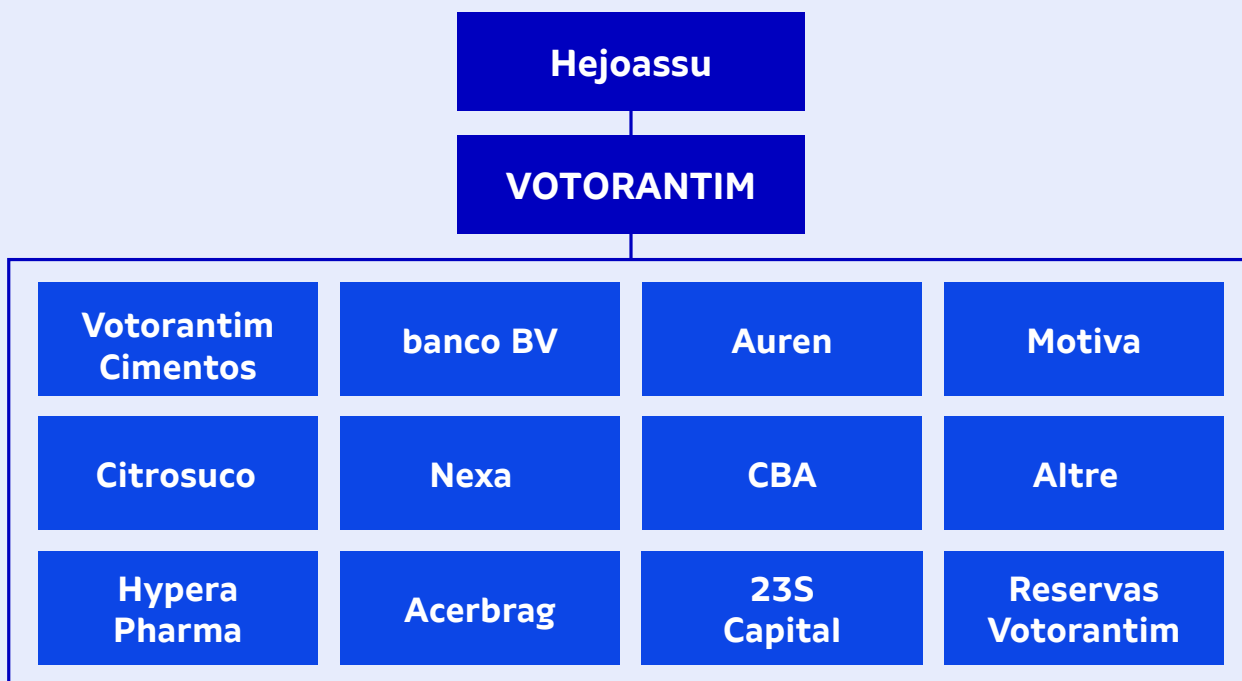 Hejoassu
VOTORANTIM
Votorantim
Cimentos
banco BV
Auren
Motiva
Citrosuco
Nexa
CBA
Altre
Hypera
Pharma
Acerbrag
23S
Capital
Reservas
Votorantim